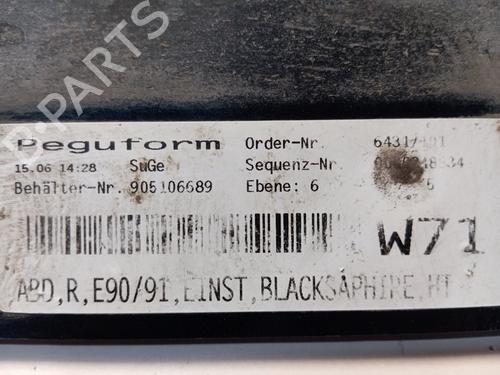 Peguform Order-Nr.
15.06 14:28 SuGe Sequenz-Nr.
Behälter-Nr. 905106689 Ebene: 6 5
W71
ABD,R,E90/91,EINST,BLACKSAPHIRE,HT
B-PARTS